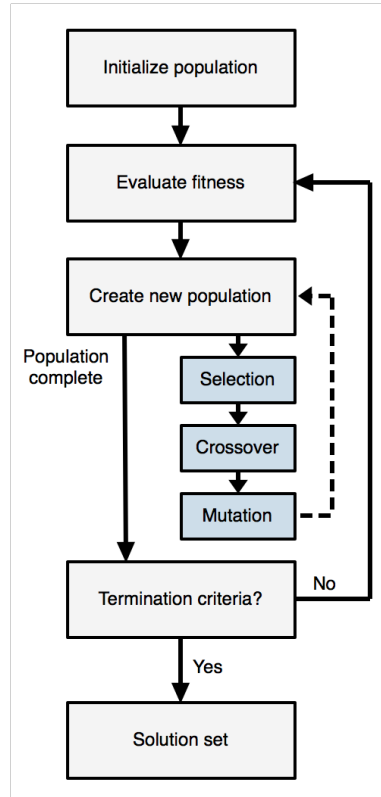 Initialize population
Evaluate fitness
Create new population
Population
complete
Selection
Crossover
Mutation
Termination criteria?
No
Yes
Solution set